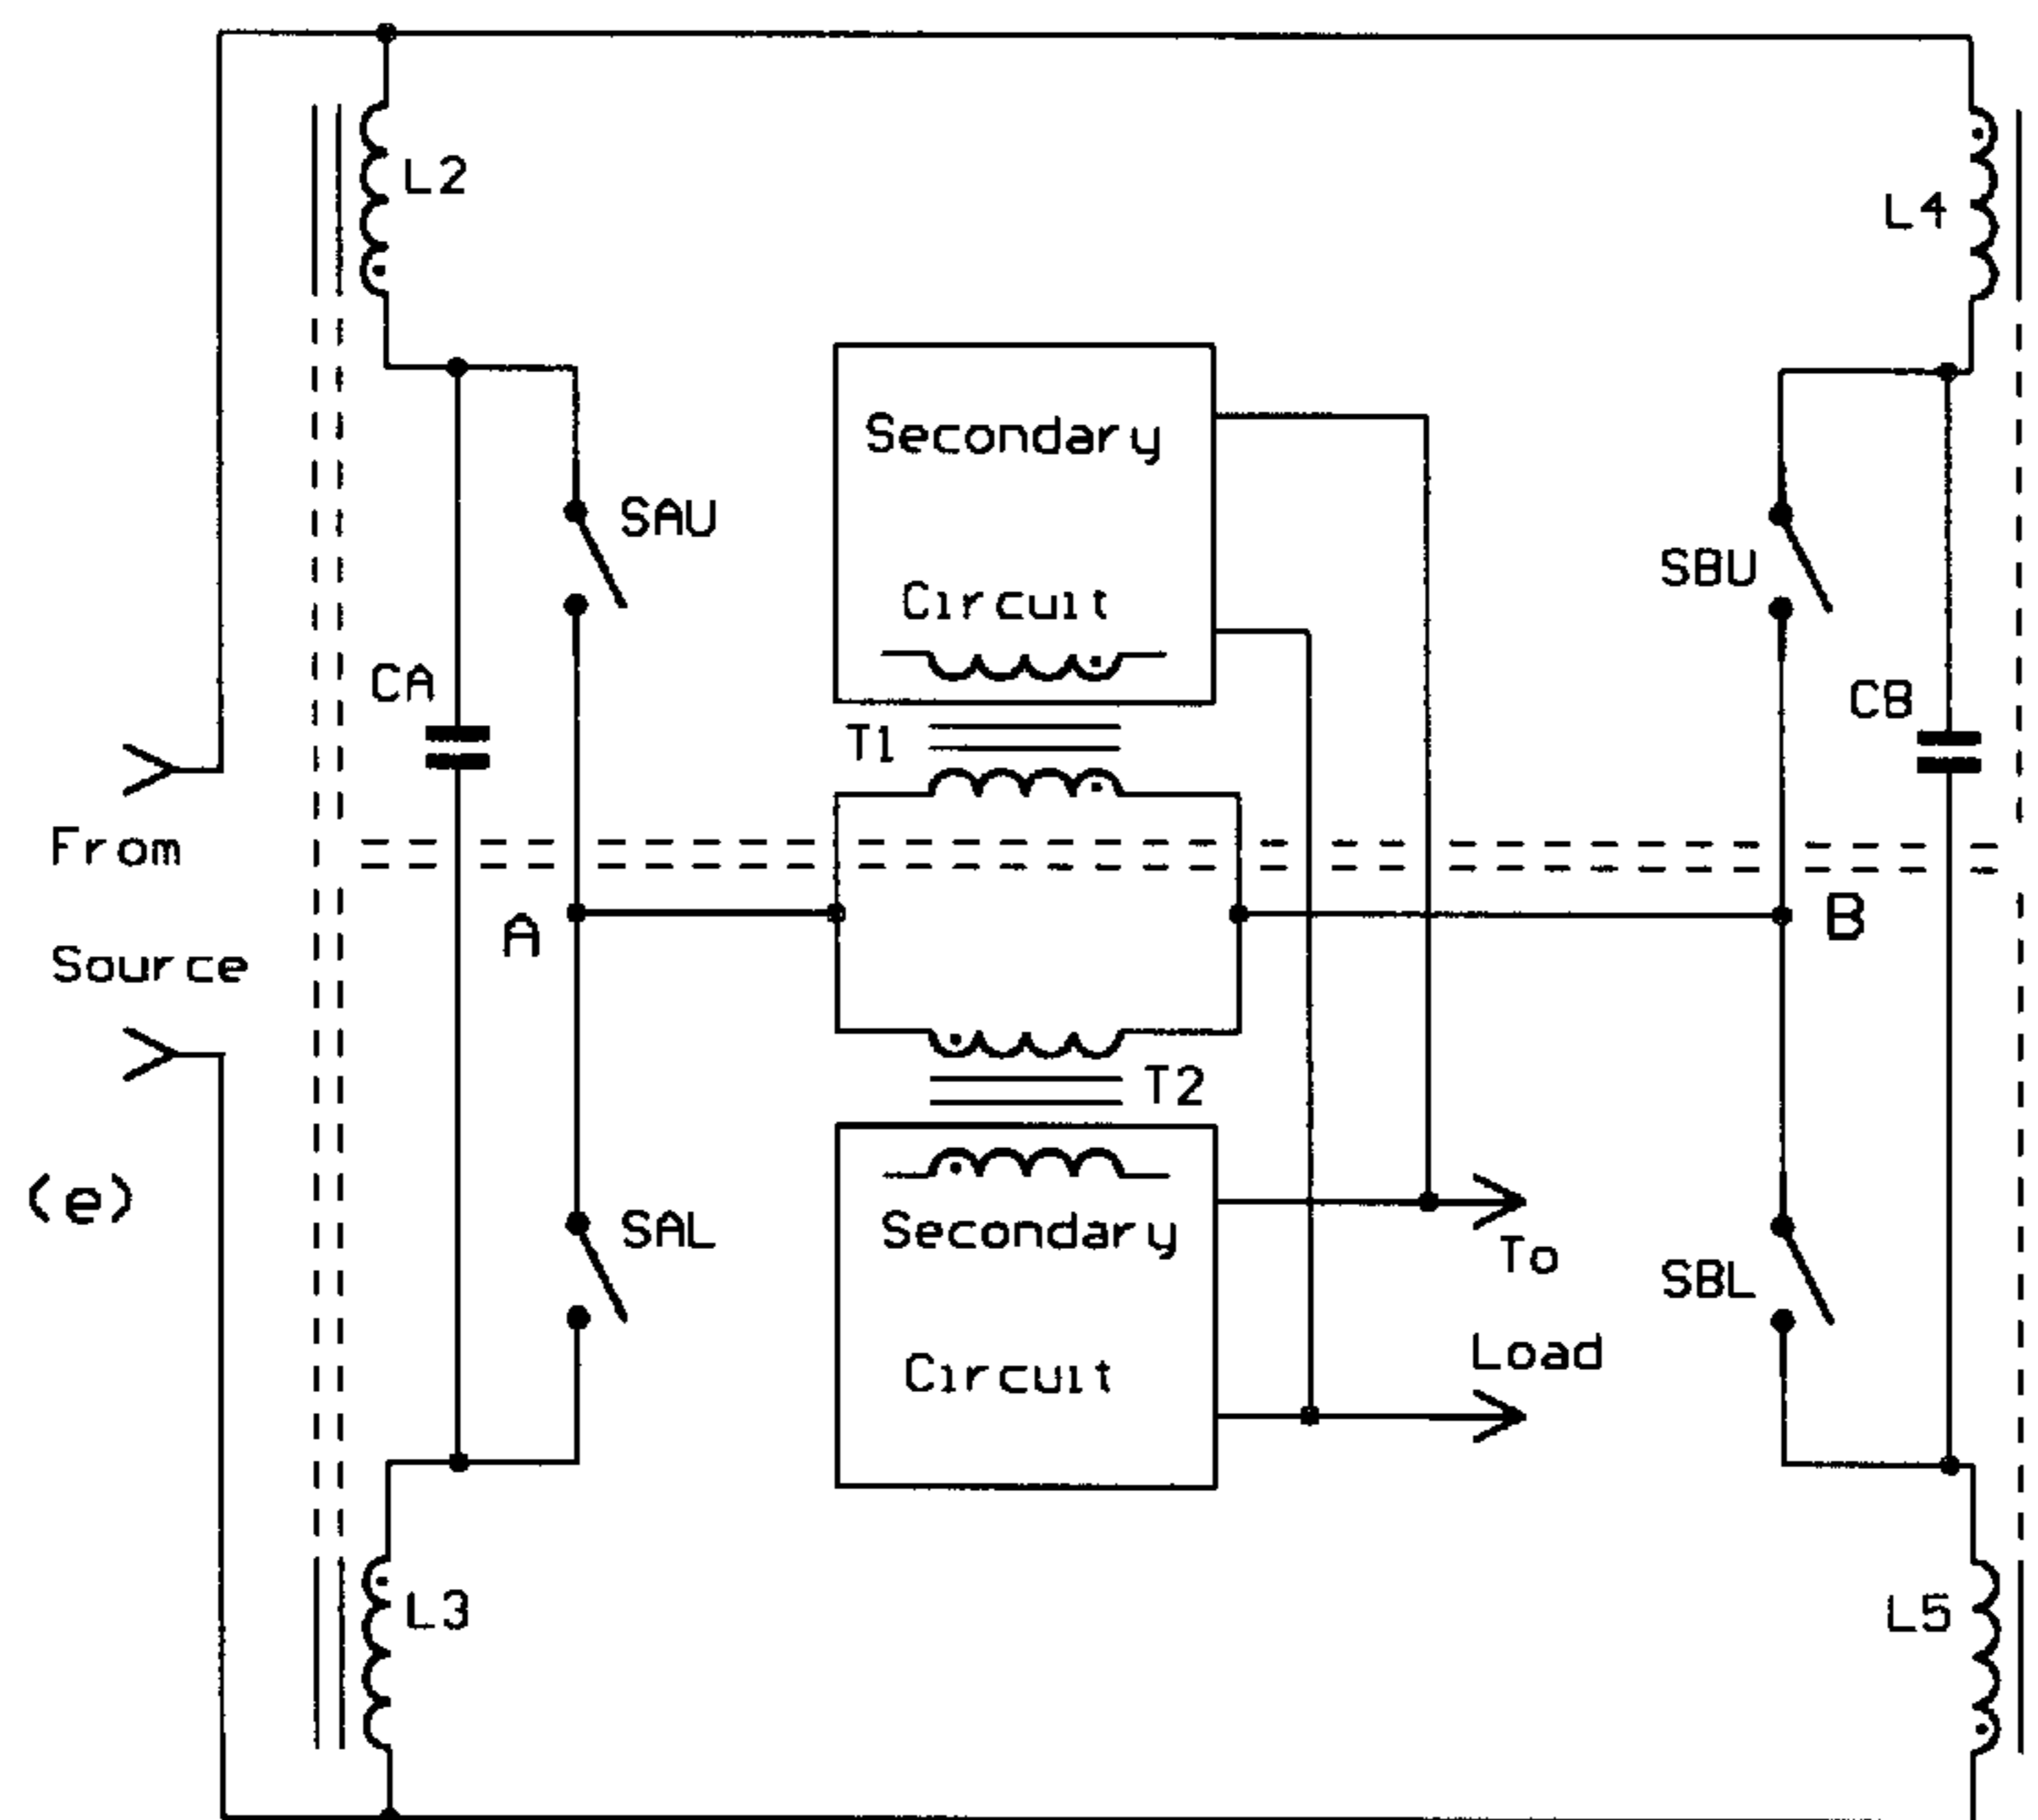 L2
L4
Secondary
SAU
SBU
Circuit
CA
CB
T1
From
A
B
Source
T2
(e)
SAL
Secondary
To
SBL
Load
Circuit
L3
L5